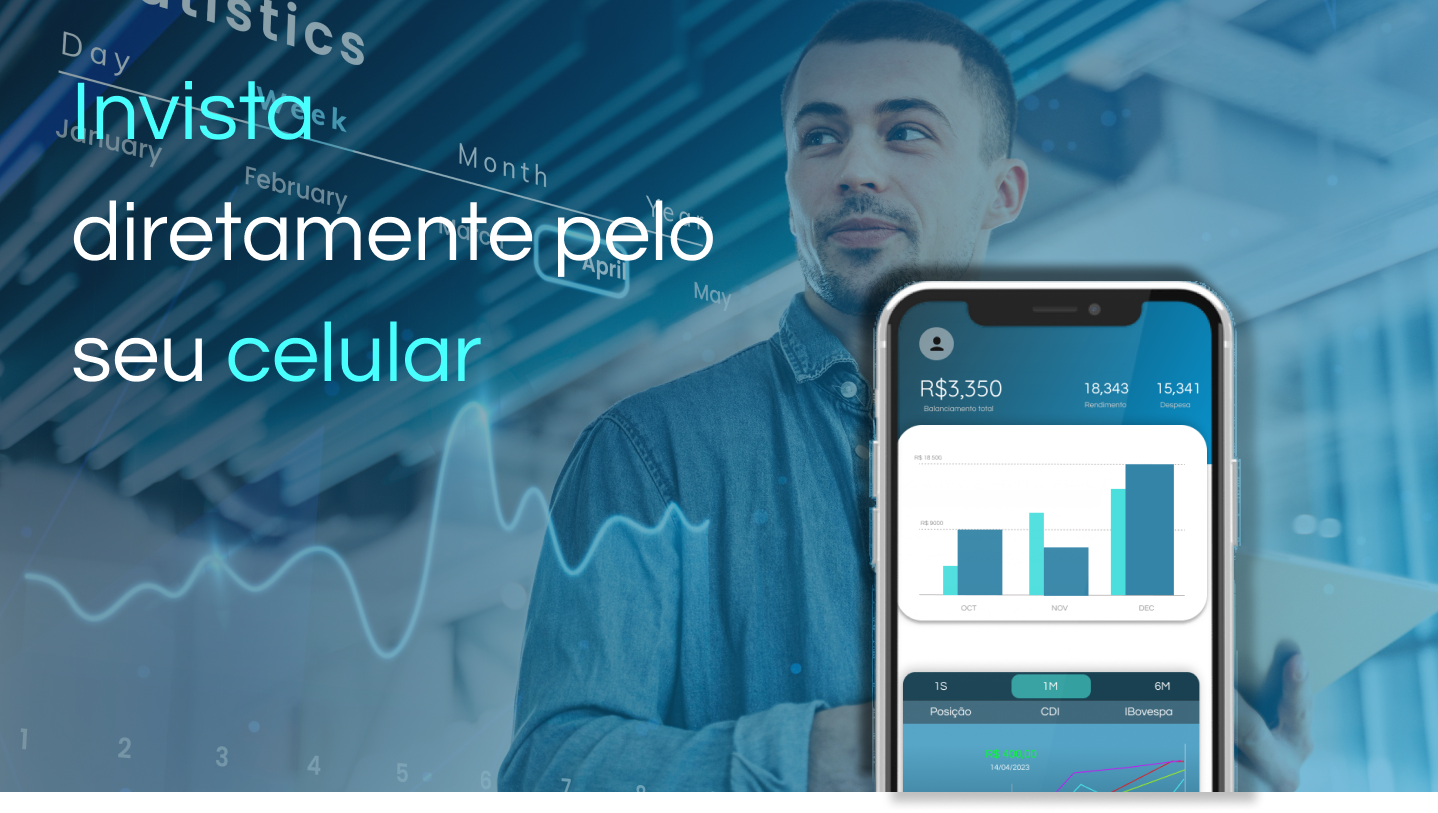 Day
Week
Month
Year
January
February
April
May
Invista
diretamente pelo
seu celular
1
2
3
4
5
6
7
R$3,350
Balanciamento total
18,343
Rendimento
15,341
Despesa
R$ 18 500
R$ 9000
OCT
NOV
DEC
1S
1M
6M
Posição
CDI
IBovespa
R$ 100,00
14/04/2023